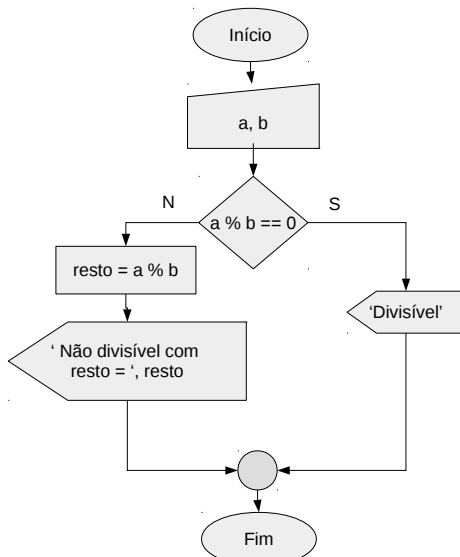 Início
a, b
N
S
a % b == 0
resto = a % b
‘Divisível’
‘ Não divisível com
resto = ‘, resto
Fim